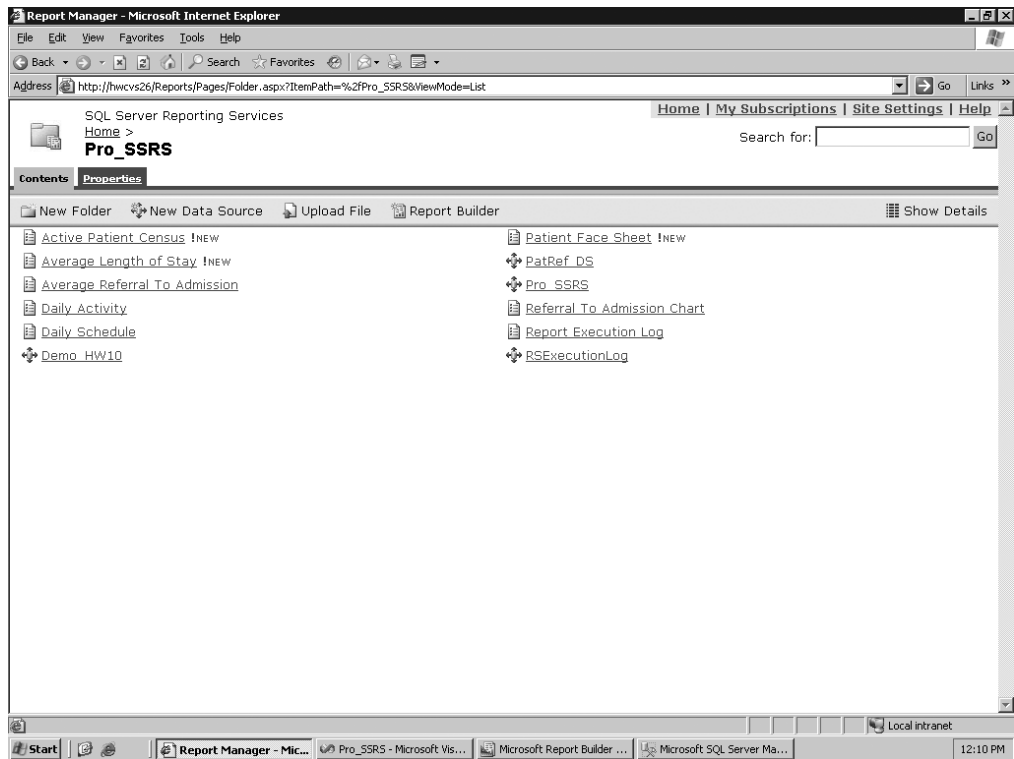 Report Manager - Microsoft Internet Explorer
File Edit View Favorites Tools Help
Back Search Favorites
Address http://hwcvs26/Reports/Pages/Folder.aspx?ItemPath=%2fPro_SSRS&ViewMode=List Go Links »
Home | My Subscriptions | Site Settings | Help
SQL Server Reporting Services
Home >
Pro_SSRS
Search for: Go
Contents Properties
New Folder New Data Source Upload File Report Builder Show Details
Active Patient Census !NEW
Average Length of Stay !NEW
Average Referral To Admission
Daily Activity
Daily Schedule
Demo_HW10
Patient Face Sheet !NEW
PatRef_DS
Pro_SSRS
Referral To Admission Chart
Report Execution Log
RSExecutionLog
Local intranet
Start Report Manager - Mic... Pro_SSRS - Microsoft Vis... Microsoft Report Builder ... Microsoft SQL Server Ma... 12:10 PM